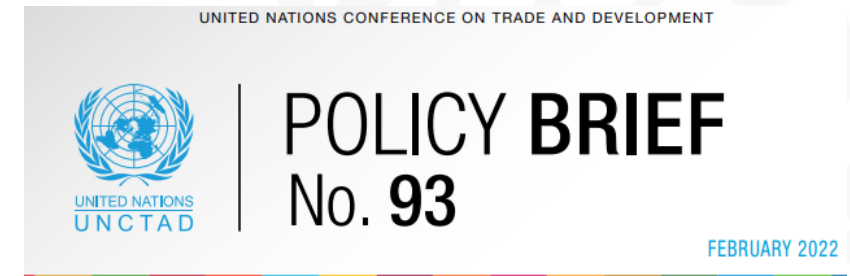 UNITED NATIONS CONFERENCE ON TRADE AND DEVELOPMENT
POLICY BRIEF
No. 93
UNITED NATIONS
UNCTAD
FEBRUARY 2022